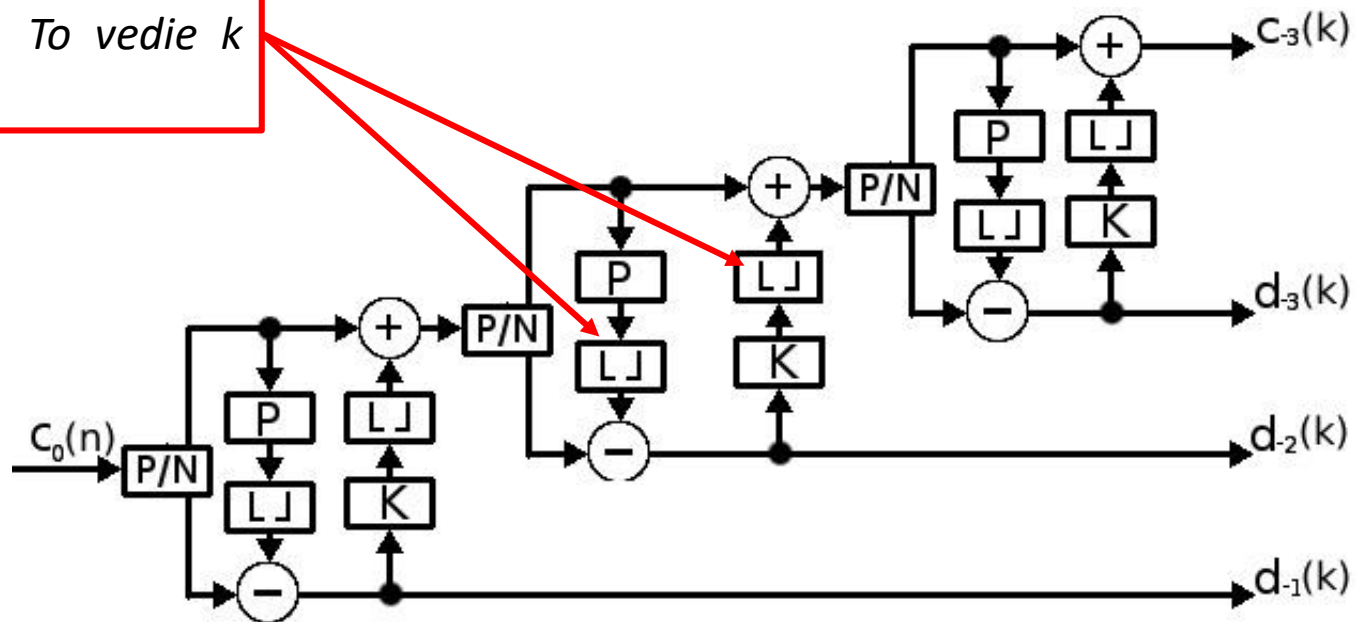 To vedie k
c-3(k)
P
⌊⌋
P/N
K
⌊⌋
d-3(k)
P
⌊⌋
P/N
⌊⌋
K
P
⌊⌋
C₀(n)
P/N
⌊⌋
K
d-2(k)
d-1(k)
+
+
+
−
−
−